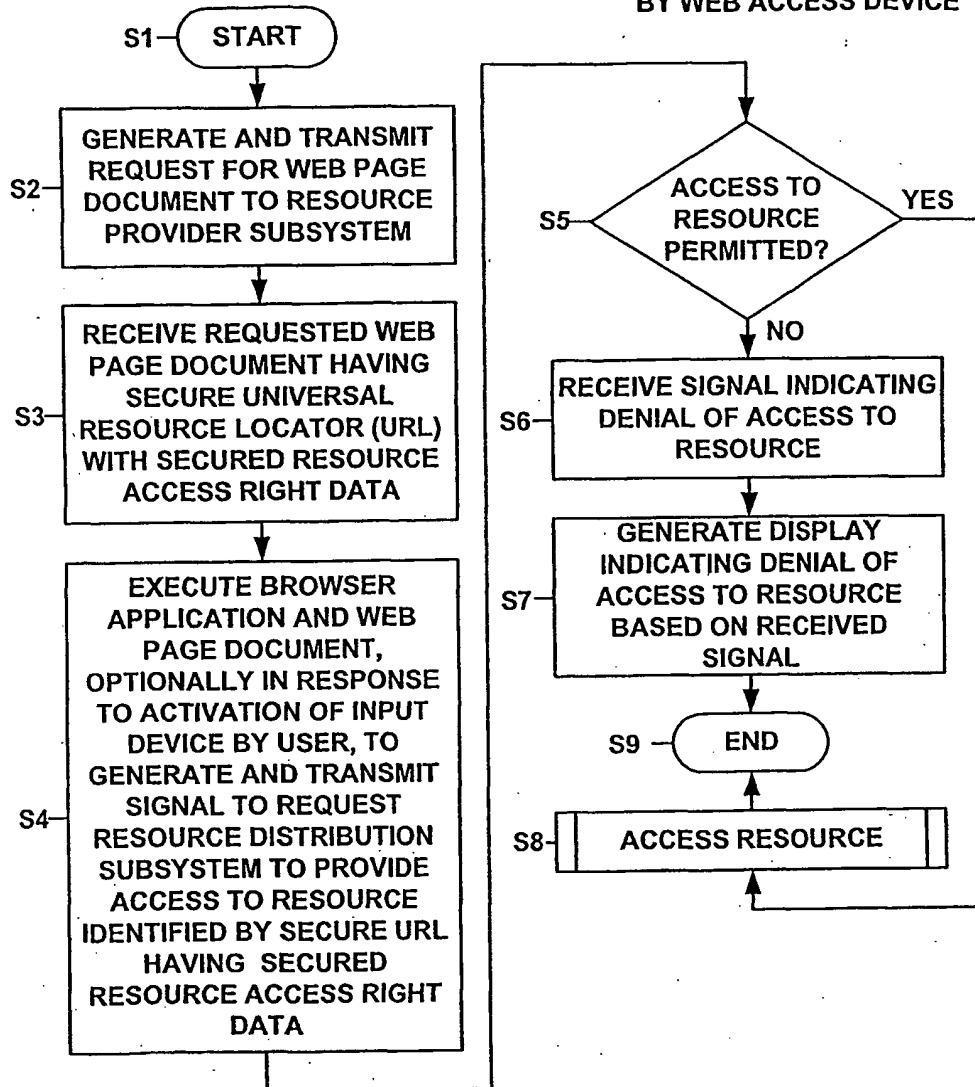 BY WEB ACCESS DEVICE
S1
START
S2
GENERATE AND TRANSMIT
REQUEST FOR WEB PAGE
DOCUMENT TO RESOURCE
PROVIDER SUBSYSTEM
S3
RECEIVE REQUESTED WEB
PAGE DOCUMENT HAVING
SECURE UNIVERSAL
RESOURCE LOCATOR (URL)
WITH SECURED RESOURCE
ACCESS RIGHT DATA
S4
EXECUTE BROWSER
APPLICATION AND WEB
PAGE DOCUMENT,
OPTIONALLY IN RESPONSE
TO ACTIVATION OF INPUT
DEVICE BY USER, TO
GENERATE AND TRANSMIT
SIGNAL TO REQUEST
RESOURCE DISTRIBUTION
SUBSYSTEM TO PROVIDE
ACCESS TO RESOURCE
IDENTIFIED BY SECURE URL
HAVING SECURED
RESOURCE ACCESS RIGHT
DATA
S5
ACCESS TO
RESOURCE
PERMITTED?
YES
NO
S6
RECEIVE SIGNAL INDICATING
DENIAL OF ACCESS TO
RESOURCE
S7
GENERATE DISPLAY
INDICATING DENIAL OF
ACCESS TO RESOURCE
BASED ON RECEIVED
SIGNAL
S9
END
S8
ACCESS RESOURCE